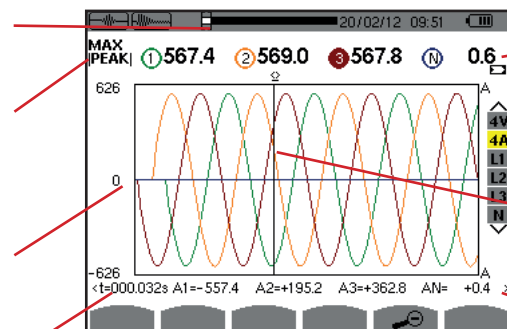 20/02/12 09:51
MAX
|PEAK| 1 567.4 2 569.0 3 567.8 N 0.6
626 A
4V
4A
L1
L2
L3
N
0
-626 A
<t=000.032s A1=-557.4 A2=+195.2 A3=+362.8 AN= +0.4